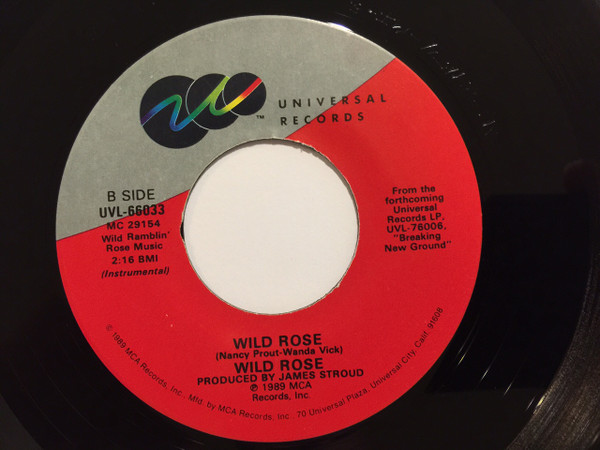 UNIVERSAL
RECORDS
™
B SIDE
UVL-66033
MC 29154
Wild Ramblin'
Rose Music
2:16 BMI
(Instrumental)
From the
forthcoming
Universal
Records LP,
UVL-76006,
"Breaking
New Ground"
WILD ROSE
(Nancy Prout-Wanda Vick)
WILD ROSE
PRODUCED BY JAMES STROUD
℗ 1989 MCA
Records, Inc.
© 1989 MCA Records, Inc., Mfd. by MCA Records, Inc. 70 Universal Plaza, Universal City, Calif. 91608